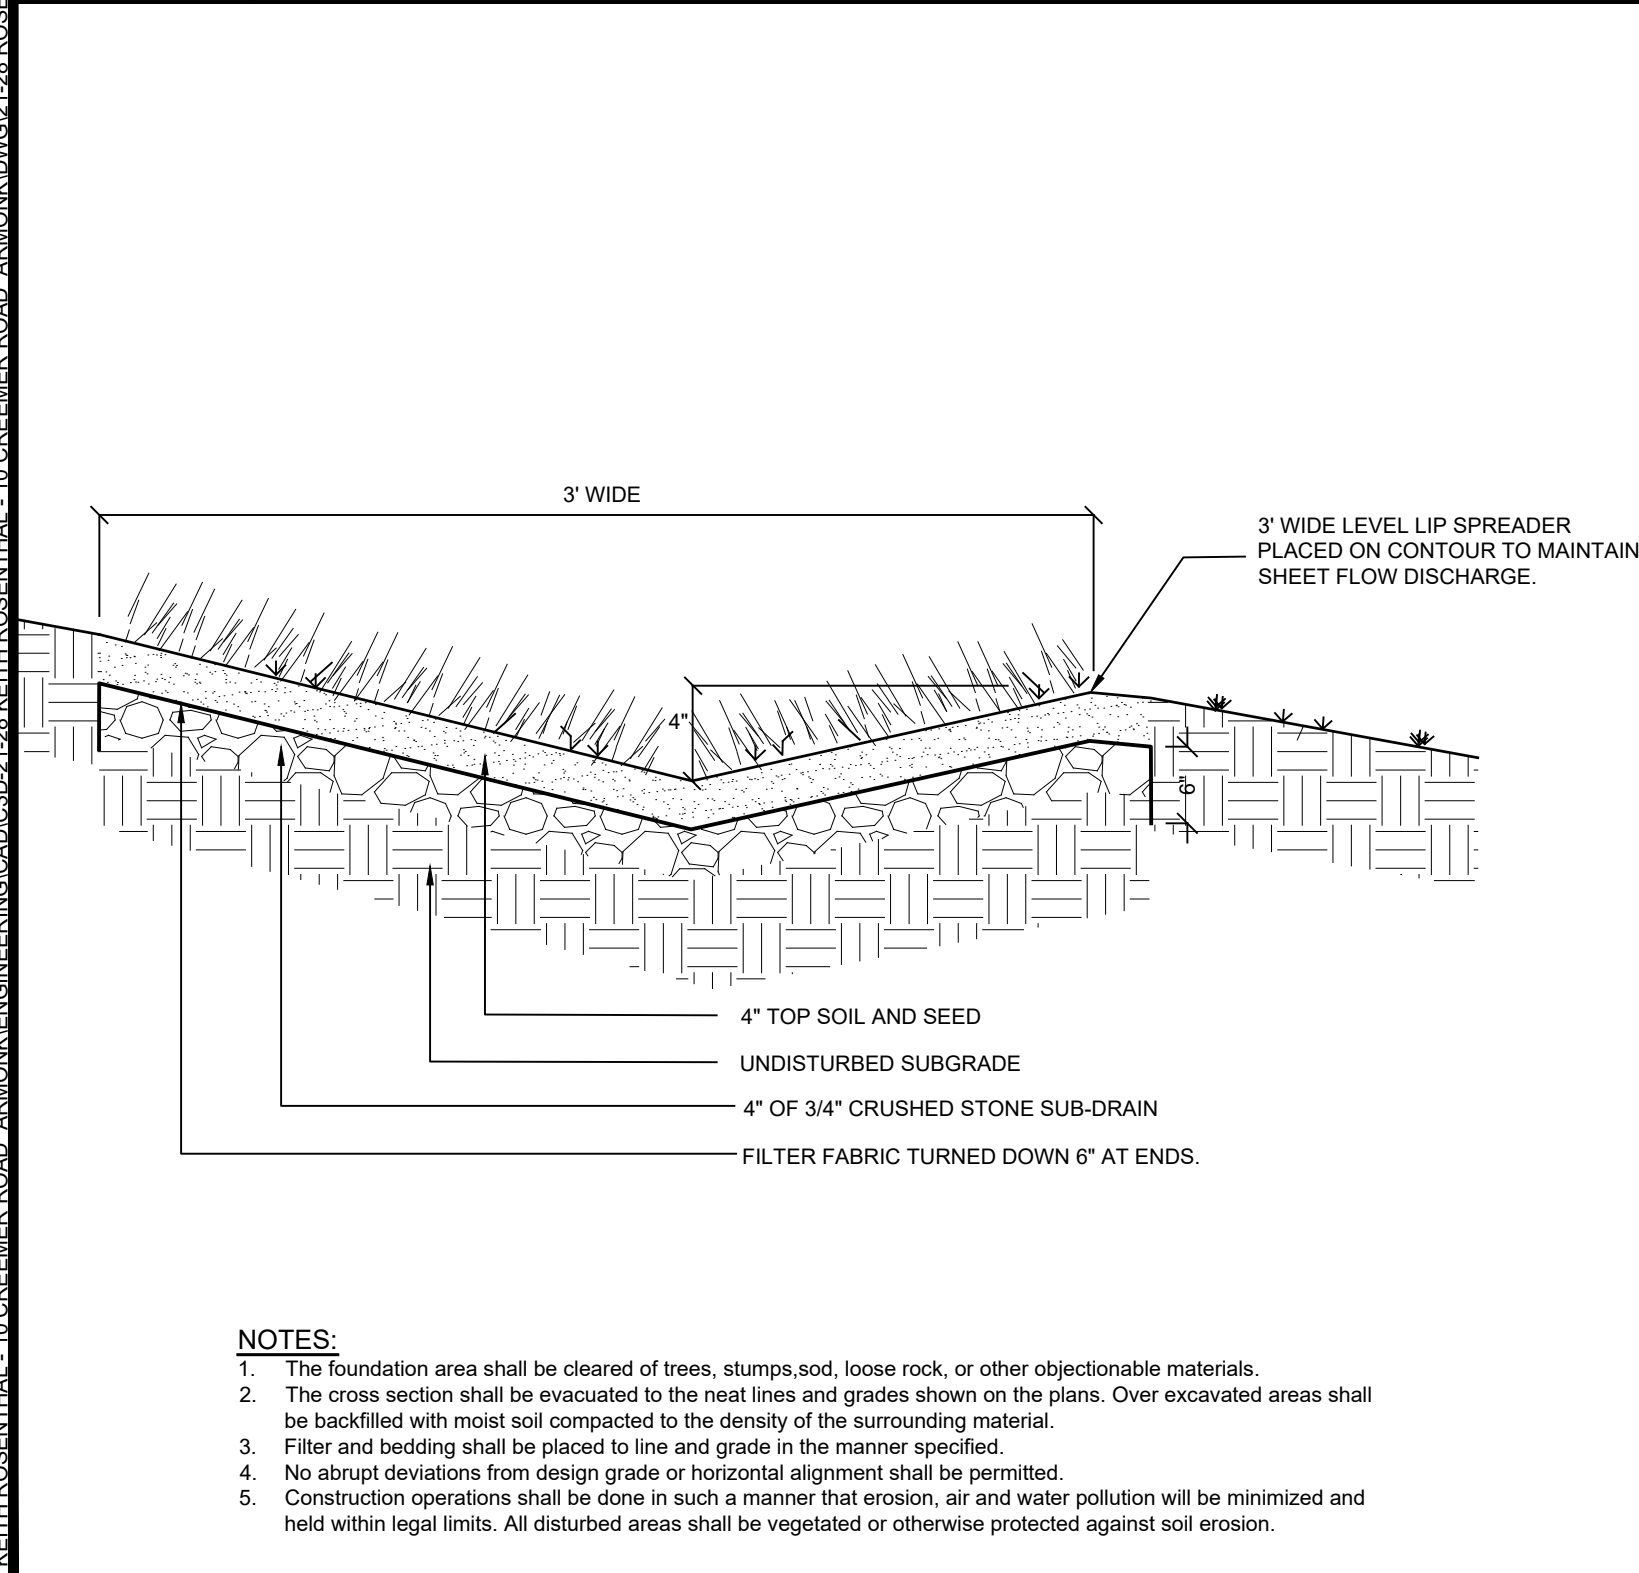 3' WIDE
3' WIDE LEVEL LIP SPREADER
PLACED ON CONTOUR TO MAINTAIN
SHEET FLOW DISCHARGE.
4"
6"
4" TOP SOIL AND SEED
UNDISTURBED SUBGRADE
4" OF 3/4" CRUSHED STONE SUB-DRAIN
FILTER FABRIC TURNED DOWN 6" AT ENDS.
NOTES:
1. The foundation area shall be cleared of trees, stumps,sod, loose rock, or other objectionable materials.
2. The cross section shall be evacuated to the neat lines and grades shown on the plans. Over excavated areas shall
be backfilled with moist soil compacted to the density of the surrounding material.
3. Filter and bedding shall be placed to line and grade in the manner specified.
4. No abrupt deviations from design grade or horizontal alignment shall be permitted.
5. Construction operations shall be done in such a manner that erosion, air and water pollution will be minimized and
held within legal limits. All disturbed areas shall be vegetated or otherwise protected against soil erosion.